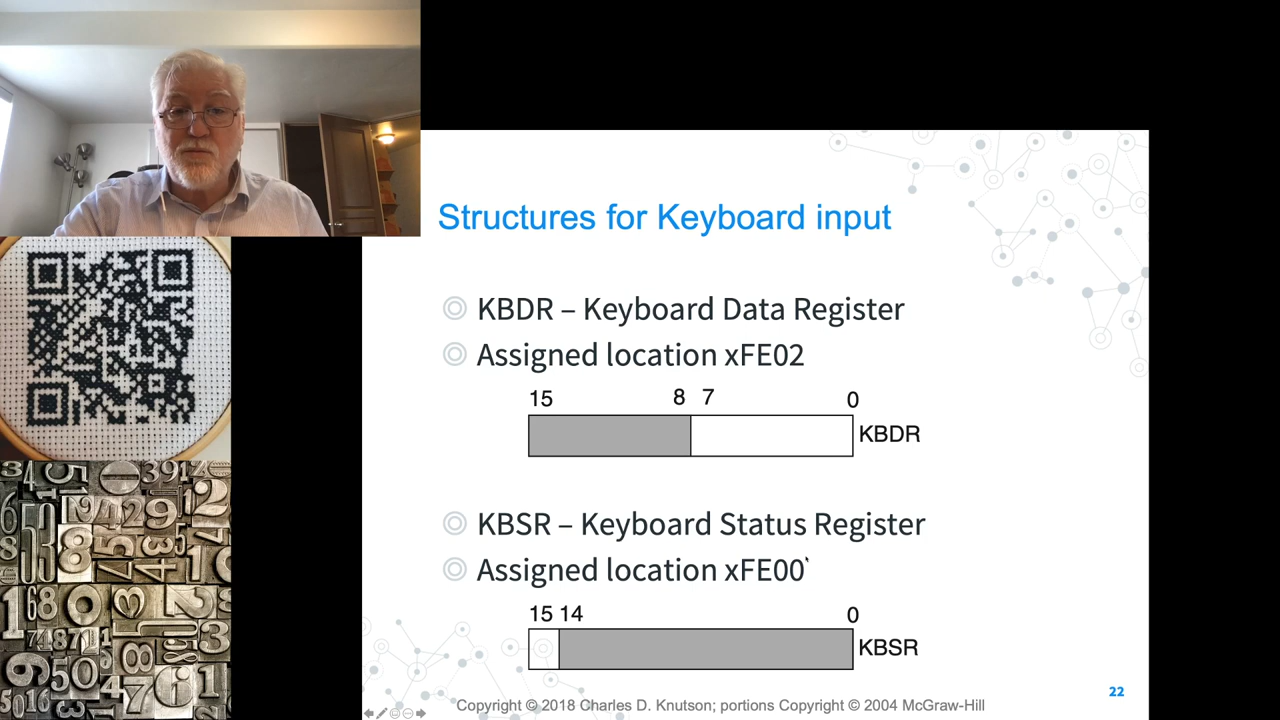 Structures for Keyboard input
KBDR – Keyboard Data Register
Assigned location xFE02
15 8 7 0
KBDR
KBSR – Keyboard Status Register
Assigned location xFE00
15 14 0
KBSR
22
Copyright © 2018 Charles D. Knutson; portions Copyright © 2004 McGraw-Hill